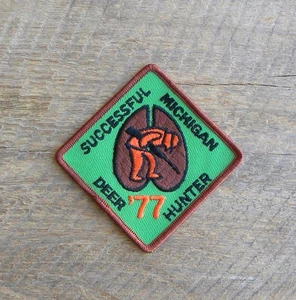 SUCCESSFUL
MICHIGAN
DEER
'77
HUNTER